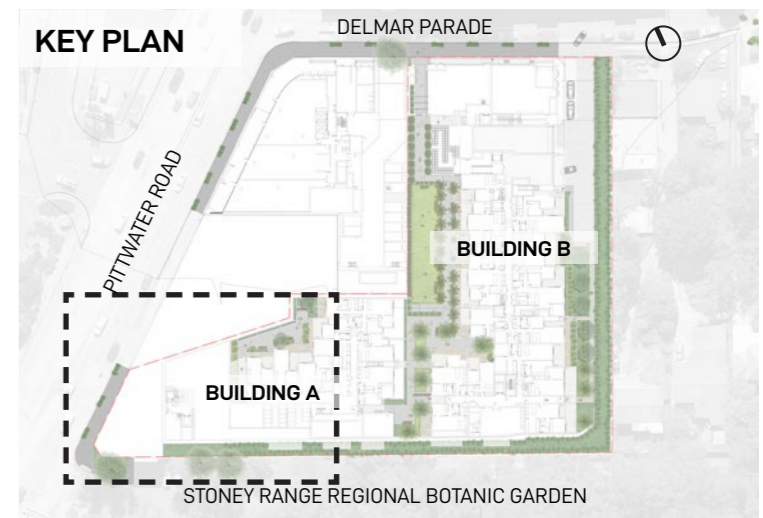 KEY PLAN
DELMAR PARADE
PITTWATER ROAD
BUILDING B
BUILDING A
STONEY RANGE REGIONAL BOTANIC GARDEN